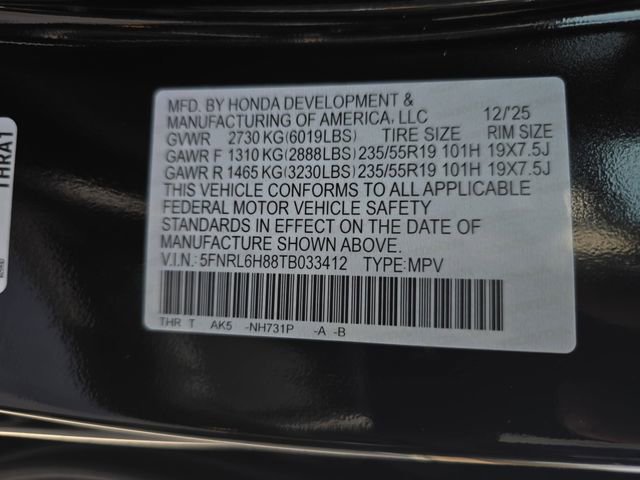 MFD. BY HONDA DEVELOPMENT &
MANUFACTURING OF AMERICA, LLC 12/'25
GVWR 2730 KG(6019LBS) TIRE SIZE RIM SIZE
GAWR F 1310 KG(2888LBS) 235/55R19 101H 19X7.5J
GAWR R 1465 KG(3230LBS) 235/55R19 101H 19X7.5J
THIS VEHICLE CONFORMS TO ALL APPLICABLE
FEDERAL MOTOR VEHICLE SAFETY
STANDARDS IN EFFECT ON THE DATE OF
MANUFACTURE SHOWN ABOVE.
V.I.N.: 5FNRL6H88TB033412 TYPE: MPV
THR T AK5 -NH731P -A -B
THRA1